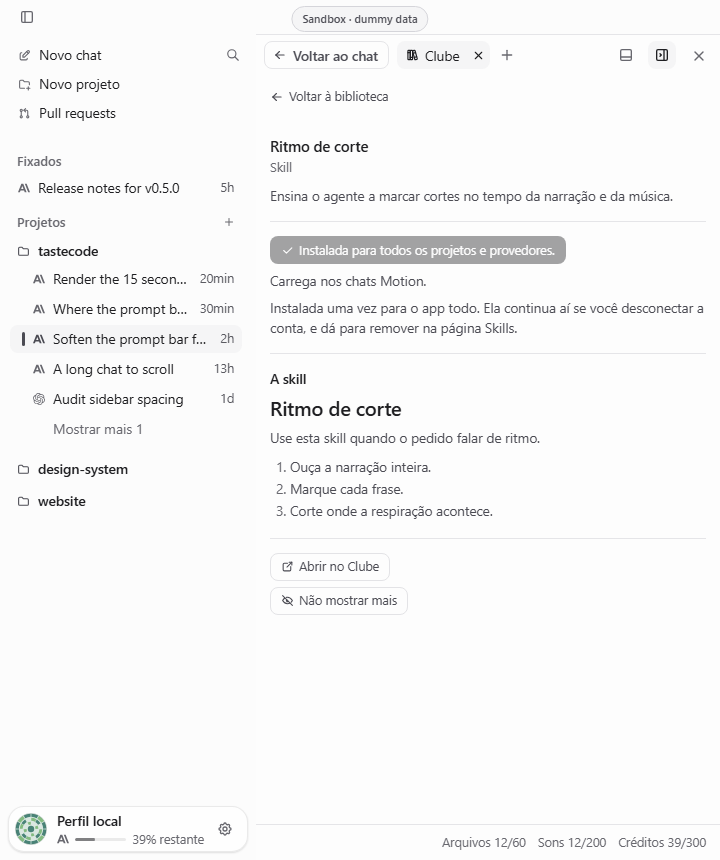 Sandbox · dummy data
Novo chat
Novo projeto
Pull requests
Fixados
Release notes for v0.5.0 5h
Projetos
tastecode
Render the 15 secon... 20min
Where the prompt b... 30min
Soften the prompt bar f... 2h
A long chat to scroll 13h
Audit sidebar spacing 1d
Mostrar mais 1
design-system
website
Perfil local
39% restante
Voltar ao chat
Clube
Voltar à biblioteca
Ritmo de corte
Skill
Ensina o agente a marcar cortes no tempo da narração e da música.
Instalada para todos os projetos e provedores.
Carrega nos chats Motion.
Instalada uma vez para o app todo. Ela continua aí se você desconectar a
conta, e dá para remover na página Skills.
A skill
Ritmo de corte
Use esta skill quando o pedido falar de ritmo.
1. Ouça a narração inteira.
2. Marque cada frase.
3. Corte onde a respiração acontece.
Abrir no Clube
Não mostrar mais
Arquivos 12/60 Sons 12/200 Créditos 39/300